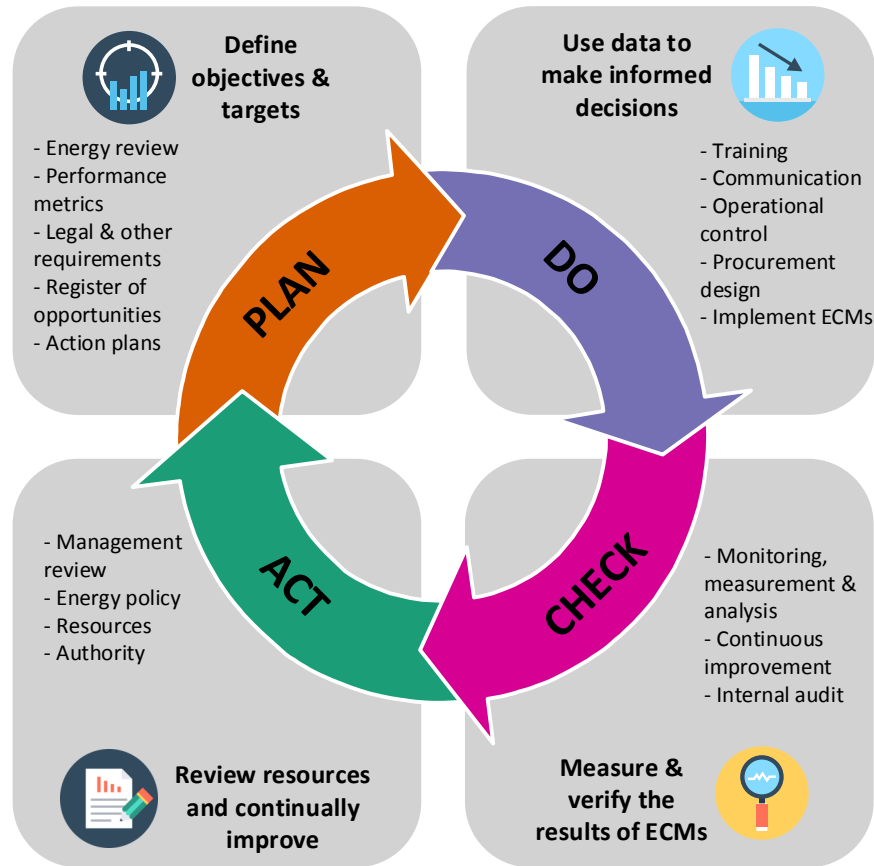 Define
objectives &
targets
- Energy review
- Performance
metrics
- Legal & other
requirements
- Register of
opportunities
- Action plans
Use data to
make informed
decisions
- Training
- Communication
- Operational
control
- Procurement
design
- Implement ECMs
PLAN
DO
CHECK
ACT
- Management
review
- Energy policy
- Resources
- Authority
Review resources
and continually
improve
- Monitoring,
measurement &
analysis
- Continuous
improvement
- Internal audit
Measure &
verify the
results of ECMs